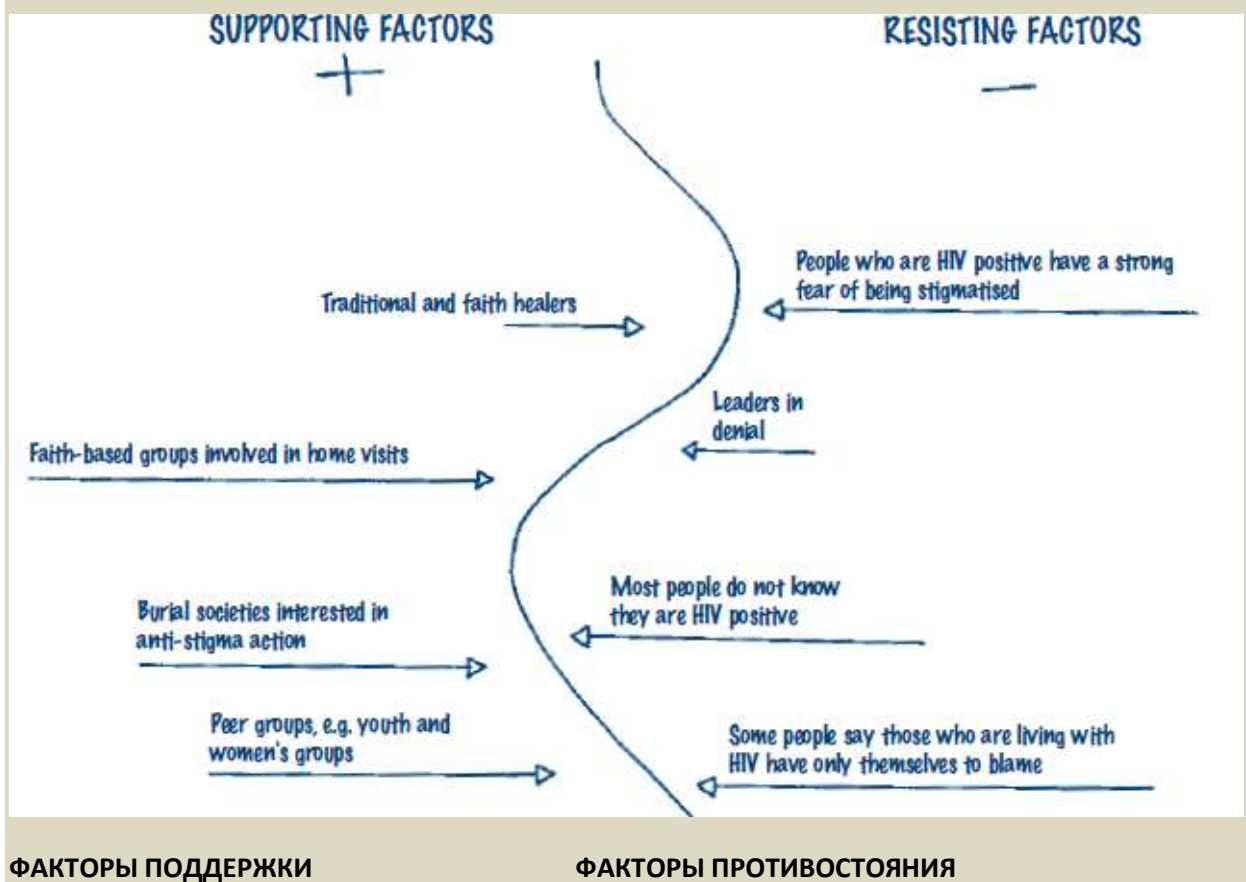 SUPPORTING FACTORS
RESISTING FACTORS
+
—
People who are HIV positive have a strong
fear of being stigmatised
Traditional and faith healers
Leaders in
denial
Faith-based groups involved in home visits
Most people do not know
they are HIV positive
Burial societies interested in
anti-stigma action
Peer groups, e.g. youth and
women's groups
Some people say those who are living with
HIV have only themselves to blame
ФАКТОРЫ ПОДДЕРЖКИ
ФАКТОРЫ ПРОТИВОСТОЯНИЯ